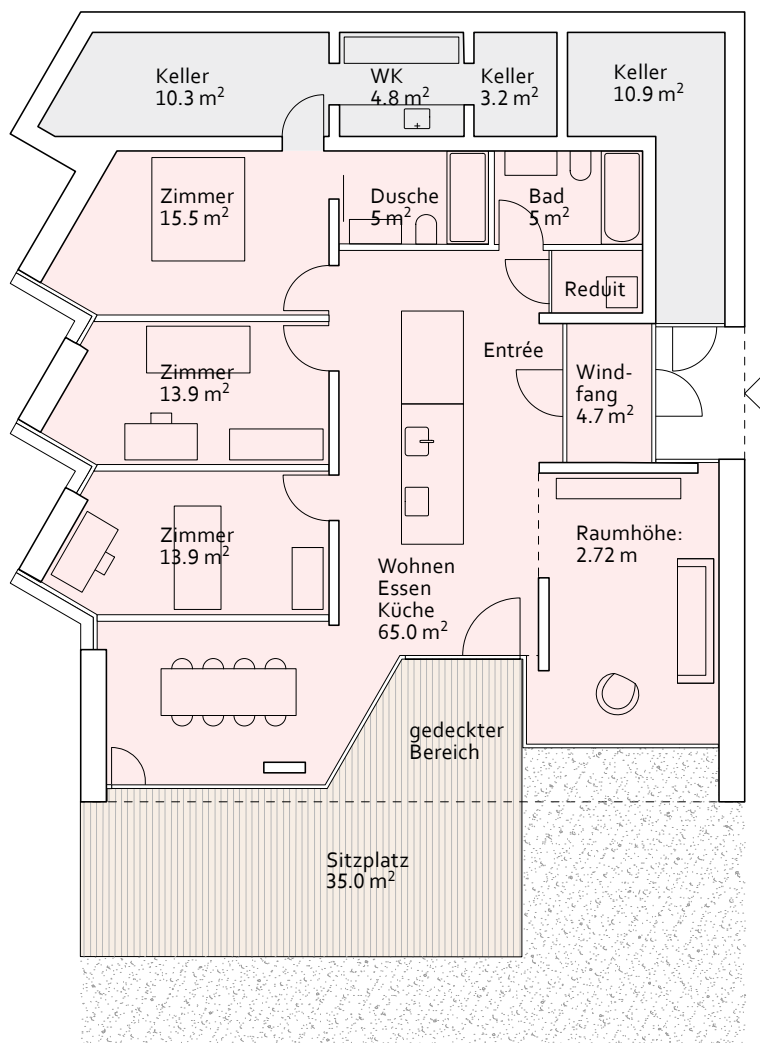 Keller
10.3 m²
WK
4.8 m²
Keller
3.2 m²
Keller
10.9 m²
Zimmer
15.5 m²
Dusche
5 m²
Bad
5 m²
Reduit
Entrée
Wind-
fang
4.7 m²
Zimmer
13.9 m²
Zimmer
13.9 m²
Raumhöhe:
2.72 m
Wohnen
Essen
Küche
65.0 m²
gedeckter
Bereich
Sitzplatz
35.0 m²